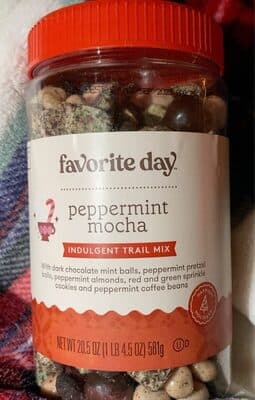 favorite day™
peppermint
mocha
INDULGENT TRAIL MIX
With dark chocolate mint balls, peppermint pretzel
balls, peppermint almonds, red and green sprinkle
cookies and peppermint coffee beans
NET WT 20.5 OZ (1 LB 4.5 OZ) 581g
U D